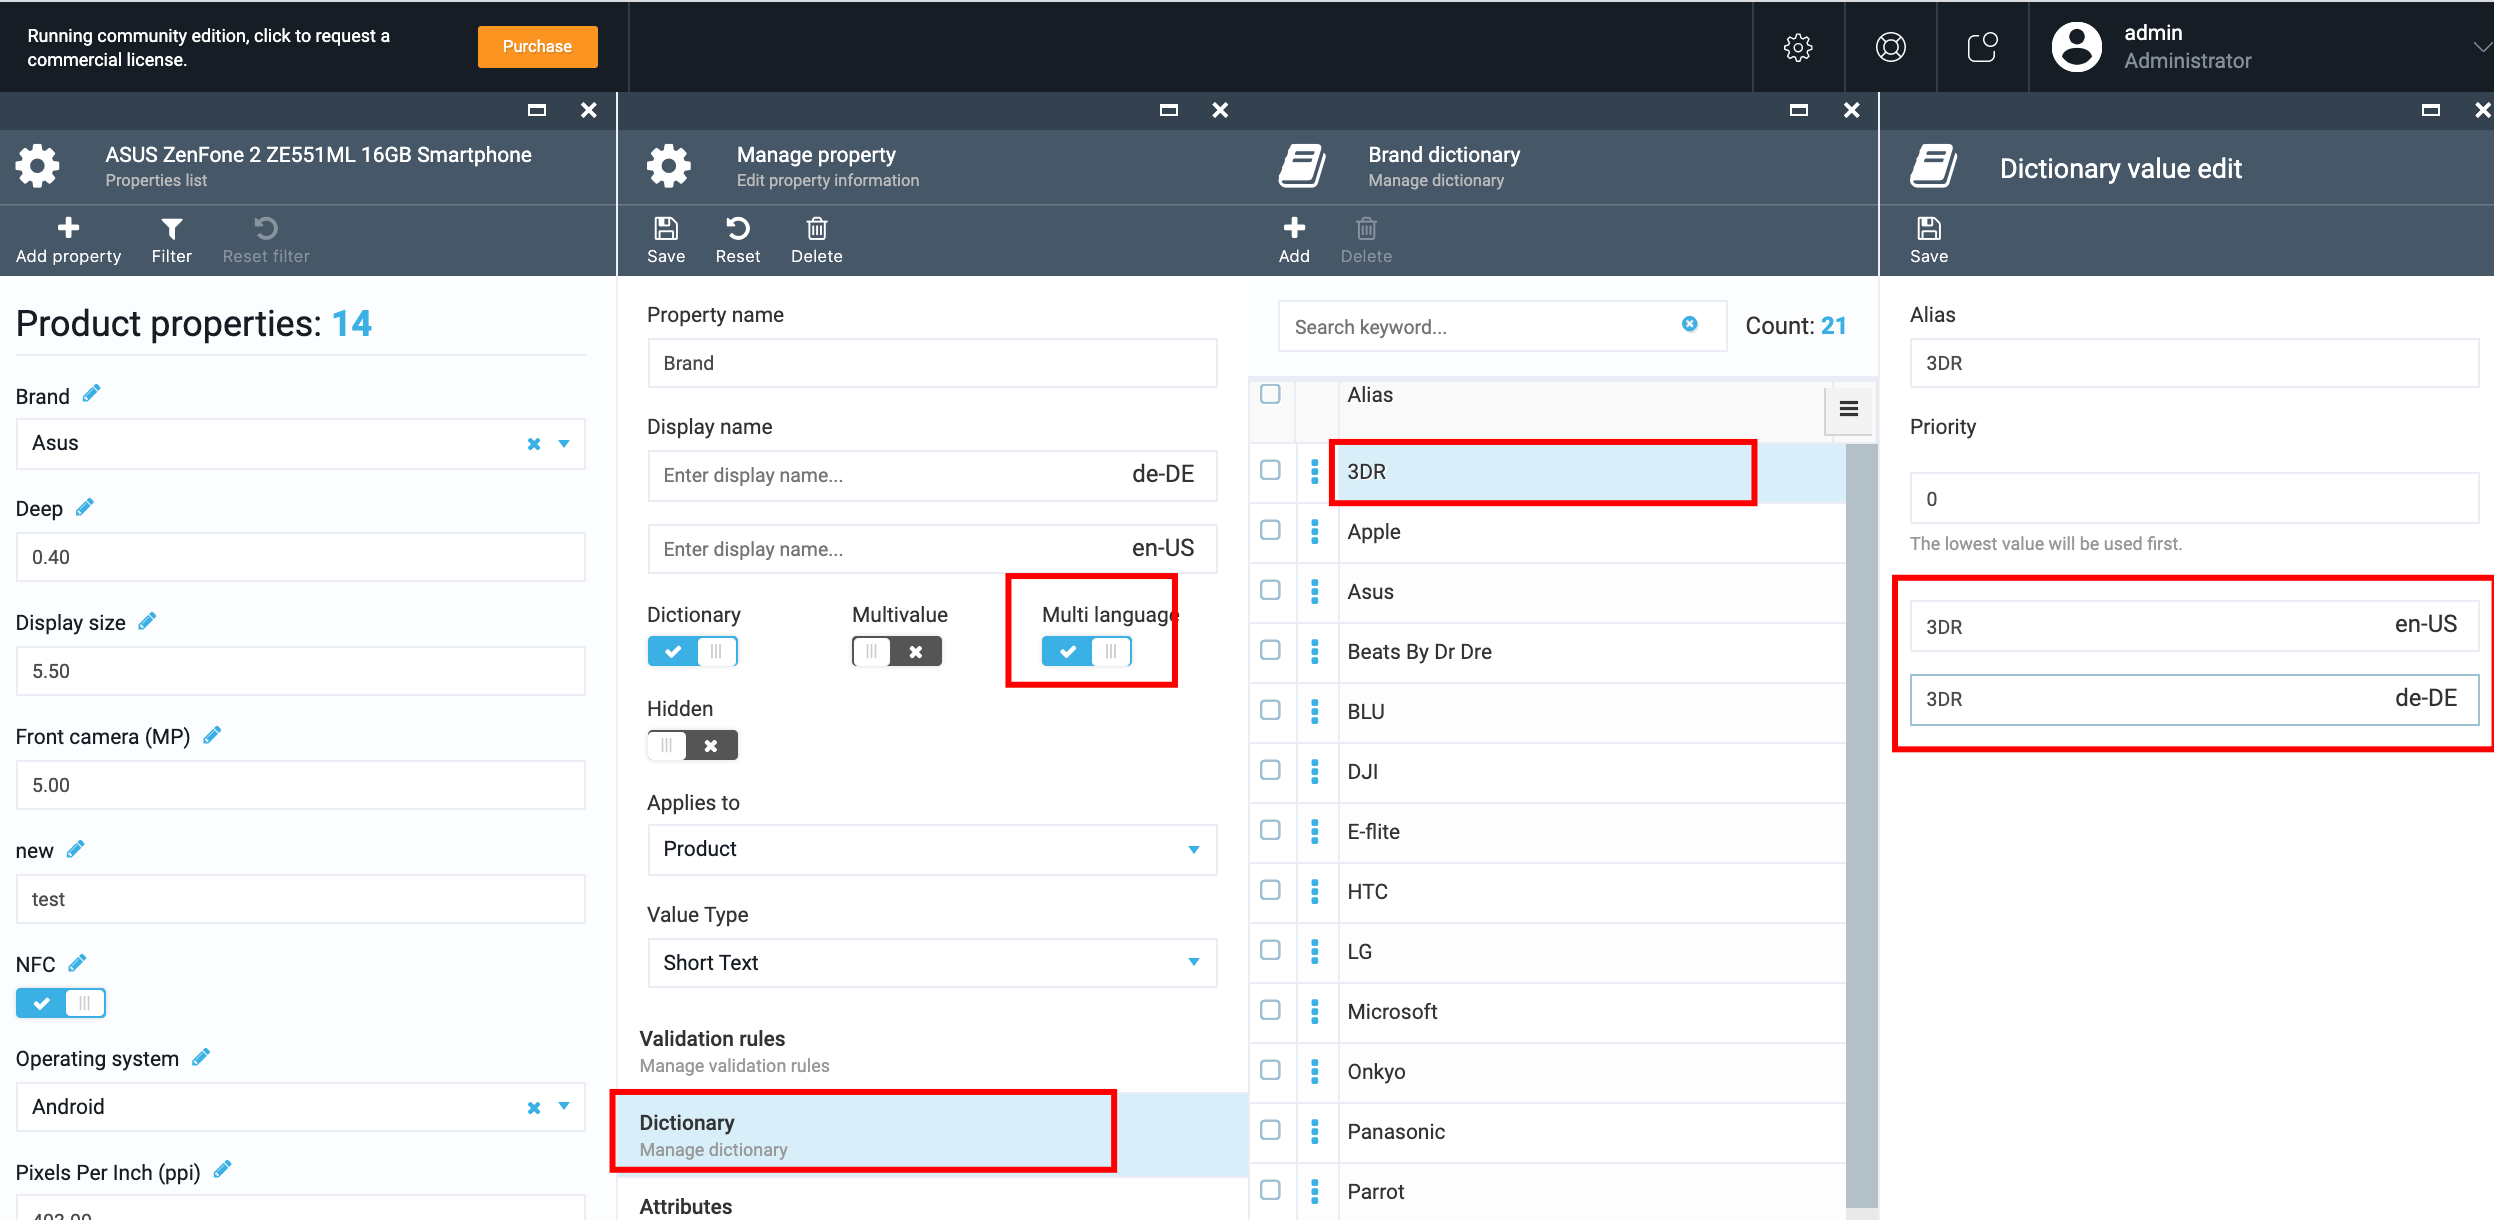 Running community edition, click to request a
commercial license.
Purchase
admin
Administrator
ASUS ZenFone 2 ZE551ML 16GB Smartphone
Properties list
Add property
Filter
Reset filter
Product properties: 14
Brand
Asus
Deep
0.40
Display size
5.50
Front camera (MP)
5.00
new
test
NFC
Operating system
Android
Pixels Per Inch (ppi)
403.00
Manage property
Edit property information
Save
Reset
Delete
Property name
Brand
Display name
Enter display name... de-DE
Enter display name... en-US
Dictionary
Multivalue
Multi language
Hidden
Applies to
Product
Value Type
Short Text
Validation rules
Manage validation rules
Dictionary
Manage dictionary
Attributes
Brand dictionary
Manage dictionary
Add
Delete
Search keyword...
Count: 21
Alias
3DR
Apple
Asus
Beats By Dr Dre
BLU
DJI
E-flite
HTC
LG
Microsoft
Onkyo
Panasonic
Parrot
Dictionary value edit
Save
Alias
3DR
Priority
0
The lowest value will be used first.
3DR en-US
3DR de-DE